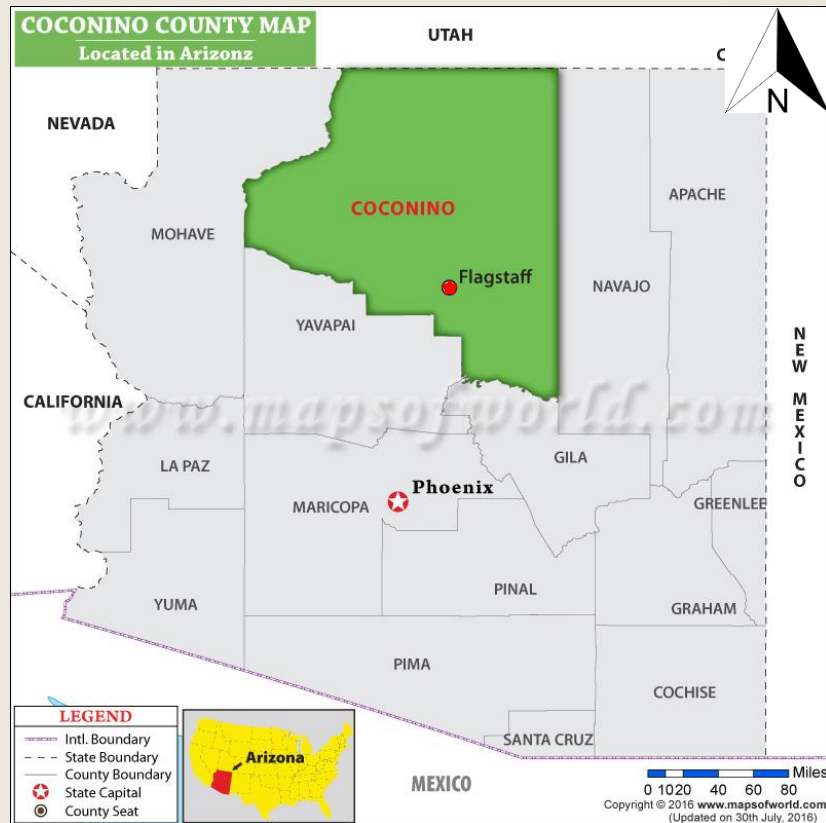 COCONINO COUNTY MAP
Located in Arizonz
UTAH
C
N
NEVADA
APACHE
COCONINO
MOHAVE
Flagstaff
NAVAJO
YAVAPAI
NEW MEXICO
CALIFORNIA
www.mapsofworld.com
GILA
LA PAZ
Phoenix
MARICOPA
GREENLEE
PINAL
YUMA
GRAHAM
PIMA
COCHISE
SANTA CRUZ
MEXICO
LEGEND
Intl. Boundary
State Boundary
County Boundary
State Capital
County Seat
Arizona
Miles
0 10 20 40 60 80
Copyright © 2016 www.mapsofworld.com
(Updated on 30th July, 2016)